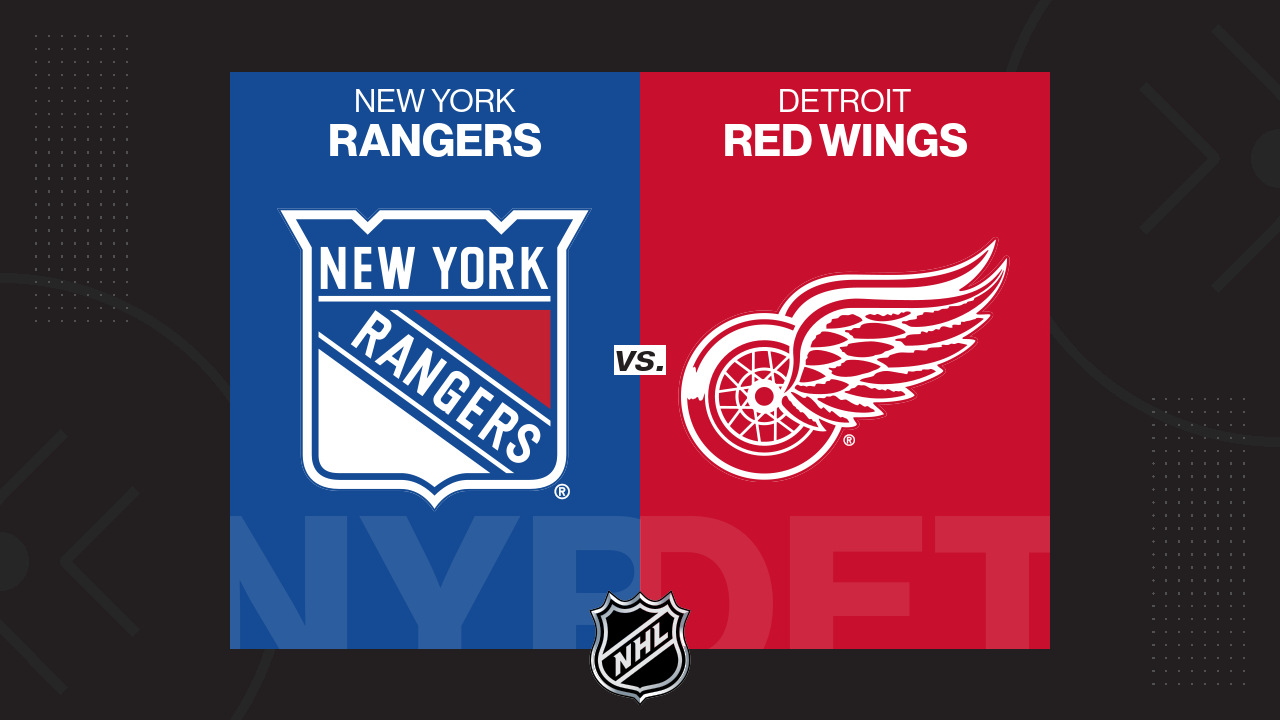 NEW YORK
RANGERS
DETROIT
RED WINGS
NEW YORK
RANGERS
®
vs.
®
NYR
DET
NHL